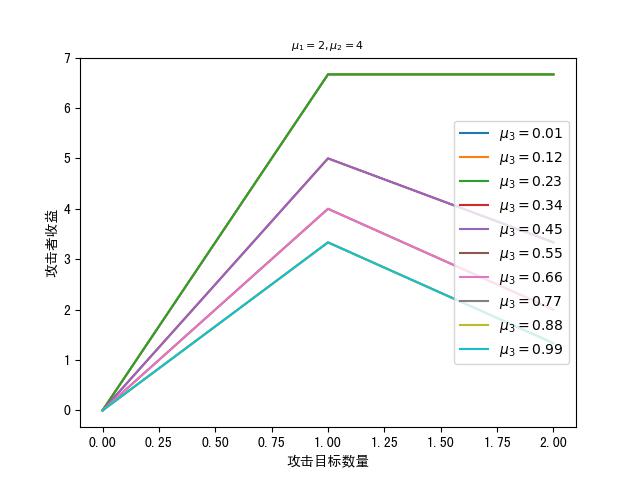 μ₁ = 2, μ₂ = 4
7
6
5
4
3
2
1
0
攻击者收益
μ₃ = 0.01
μ₃ = 0.12
μ₃ = 0.23
μ₃ = 0.34
μ₃ = 0.45
μ₃ = 0.55
μ₃ = 0.66
μ₃ = 0.77
μ₃ = 0.88
μ₃ = 0.99
0.00 0.25 0.50 0.75 1.00 1.25 1.50 1.75 2.00
攻击目标数量